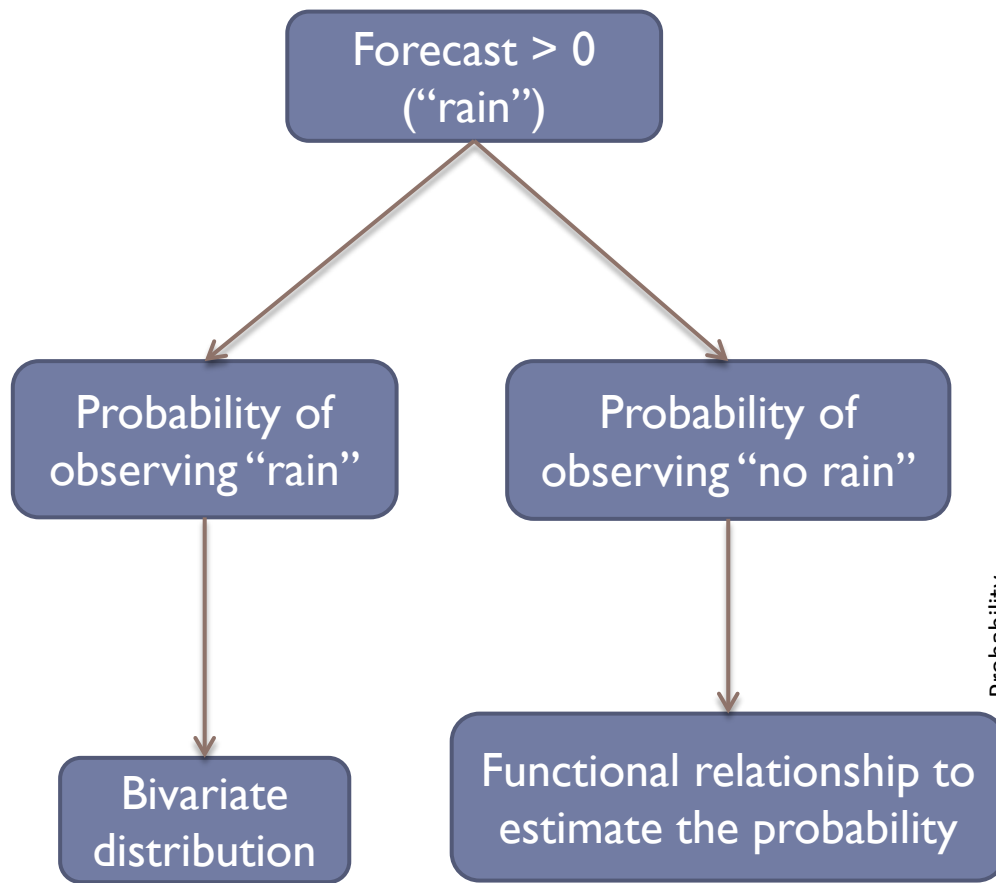 Forecast > 0
(“rain”)
Probability of
observing “rain”
Probability of
observing “no rain”
Probability
Bivariate
distribution
Functional relationship to
estimate the probability